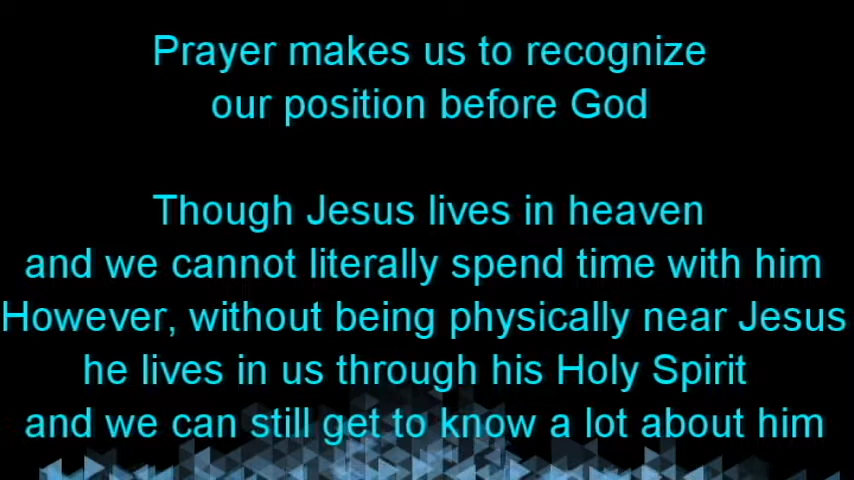 Prayer makes us to recognize
our position before God
Though Jesus lives in heaven
and we cannot literally spend time with him
However, without being physically near Jesus
he lives in us through his Holy Spirit
and we can still get to know a lot about him